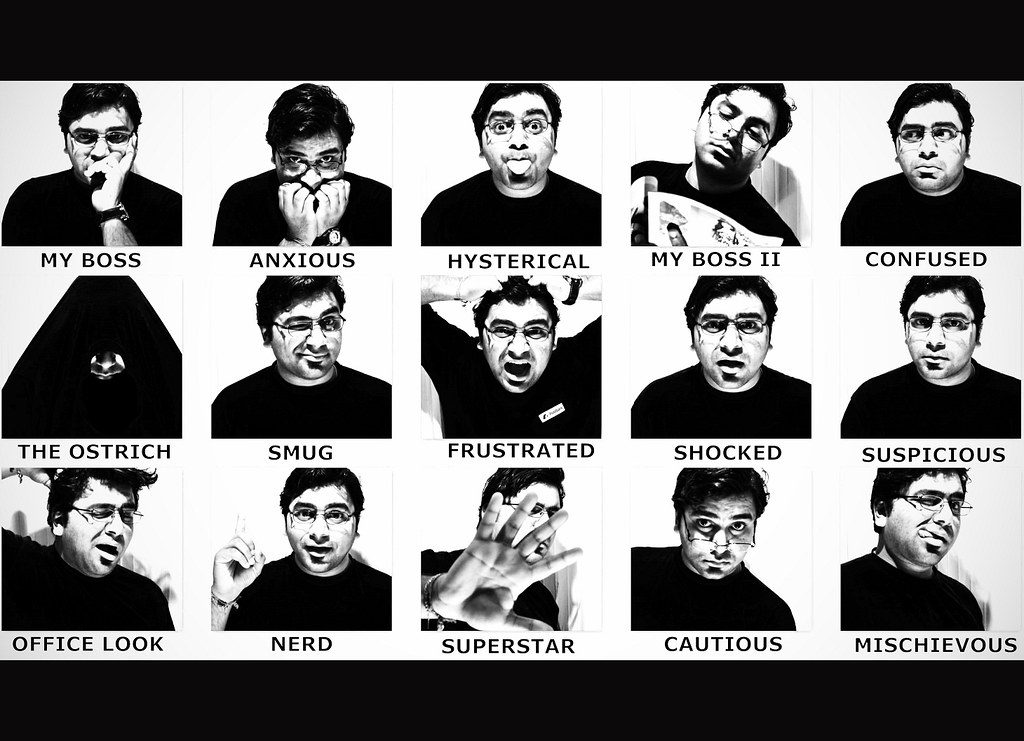 MY BOSS
ANXIOUS
HYSTERICAL
MY BOSS II
CONFUSED
THE OSTRICH
SMUG
FRUSTRATED
SHOCKED
SUSPICIOUS
OFFICE LOOK
NERD
SUPERSTAR
CAUTIOUS
MISCHIEVOUS